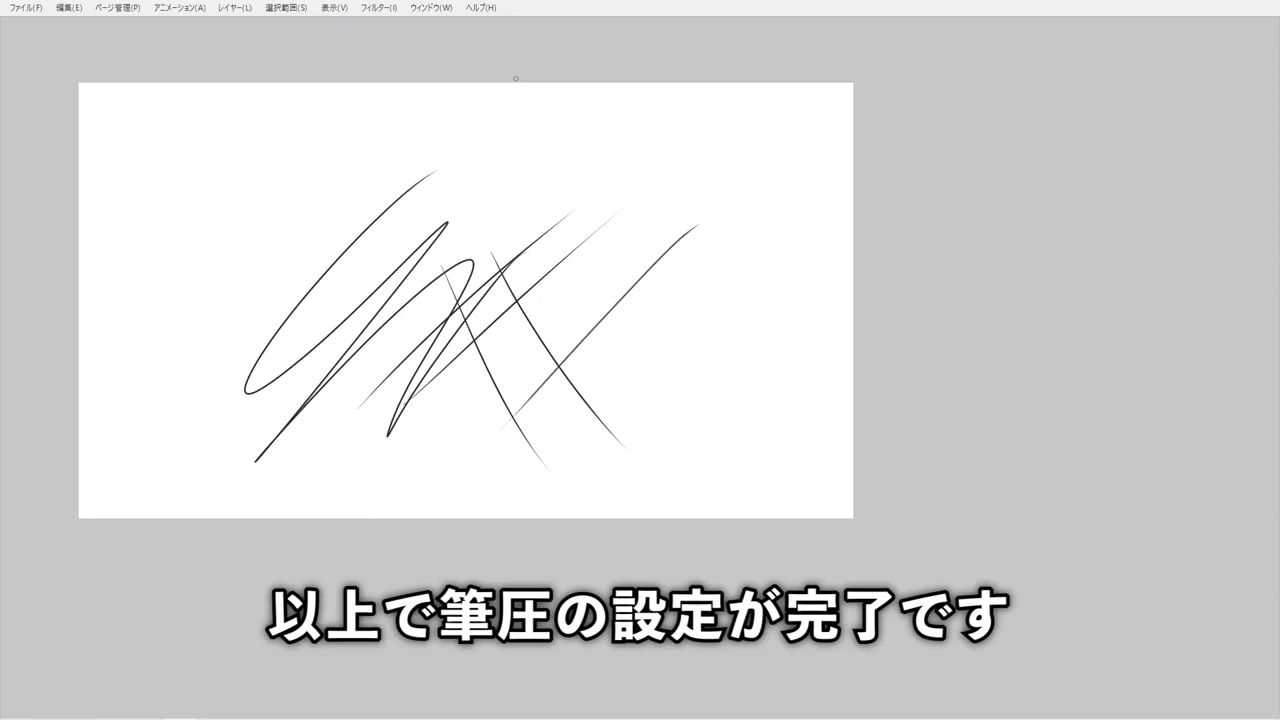 ファイル(F) 編集(E) ページ管理(P) アニメーション(A) レイヤー(L) 選択範囲(S) 表示(V) フィルター(I) ウィンドウ(W) ヘルプ(H)
以上で筆圧の設定が完了です